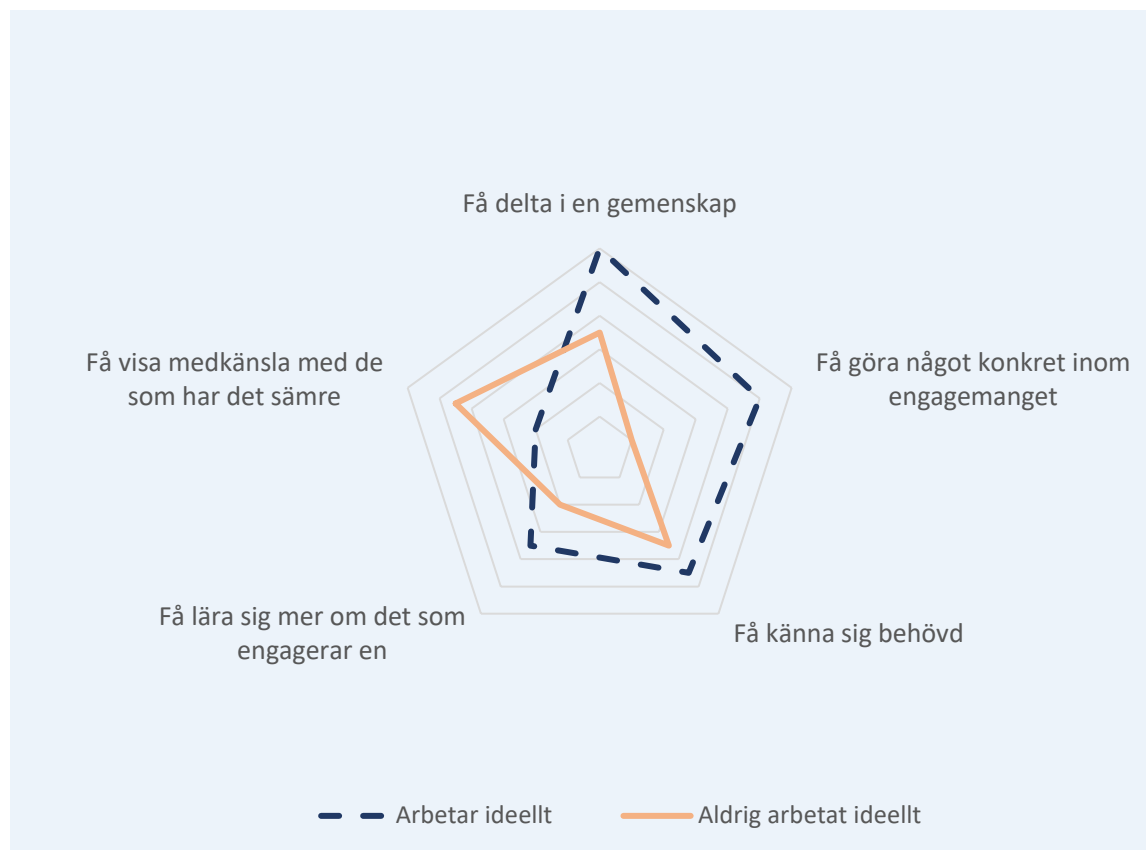 Få delta i en gemenskap
Få visa medkänsla med de
som har det sämre
Få göra något konkret inom
engagemanget
Få lära sig mer om det som
engagerar en
Få känna sig behövd
Arbetar ideellt
Aldrig arbetat ideellt